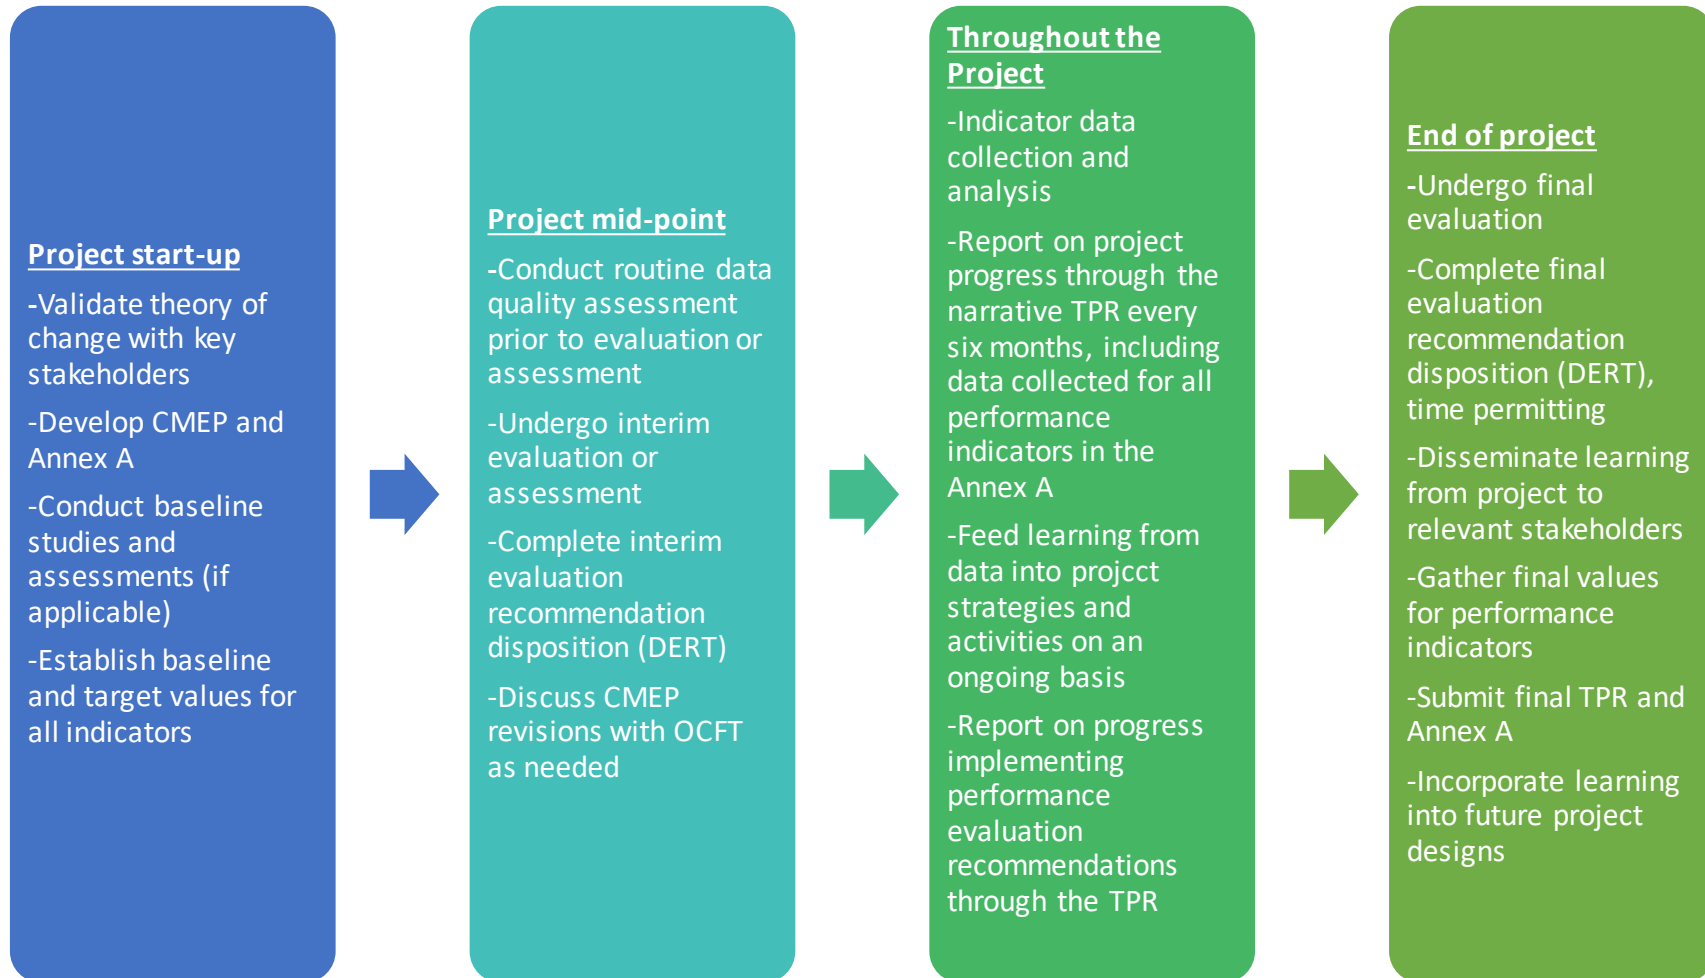 Project start-up
-Validate theory of
change with key
stakeholders
-Develop CMEP and
Annex A
-Conduct baseline
studies and
assessments (if
applicable)
-Establish baseline
and target values for
all indicators
Project mid-point
-Conduct routine data
quality assessment
prior to evaluation or
assessment
-Undergo interim
evaluation or
assessment
-Complete interim
evaluation
recommendation
disposition (DERT)
-Discuss CMEP
revisions with OCFT
as needed
Throughout the
Project
-Indicator data
collection and
analysis
-Report on project
progress through the
narrative TPR every
six months, including
data collected for all
performance
indicators in the
Annex A
-Feed learning from
data into projcct
strategies and
activities on an
ongoing basis
-Report on progress
implementing
performance
evaluation
recommendations
through the TPR
End of project
-Undergo final
evaluation
-Complete final
evaluation
recommendation
disposition (DERT),
time permitting
-Disseminate learning
from project to
relevant stakeholders
-Gather final values
for performance
indicators
-Submit final TPR and
Annex A
-Incorporate learning
into future project
designs